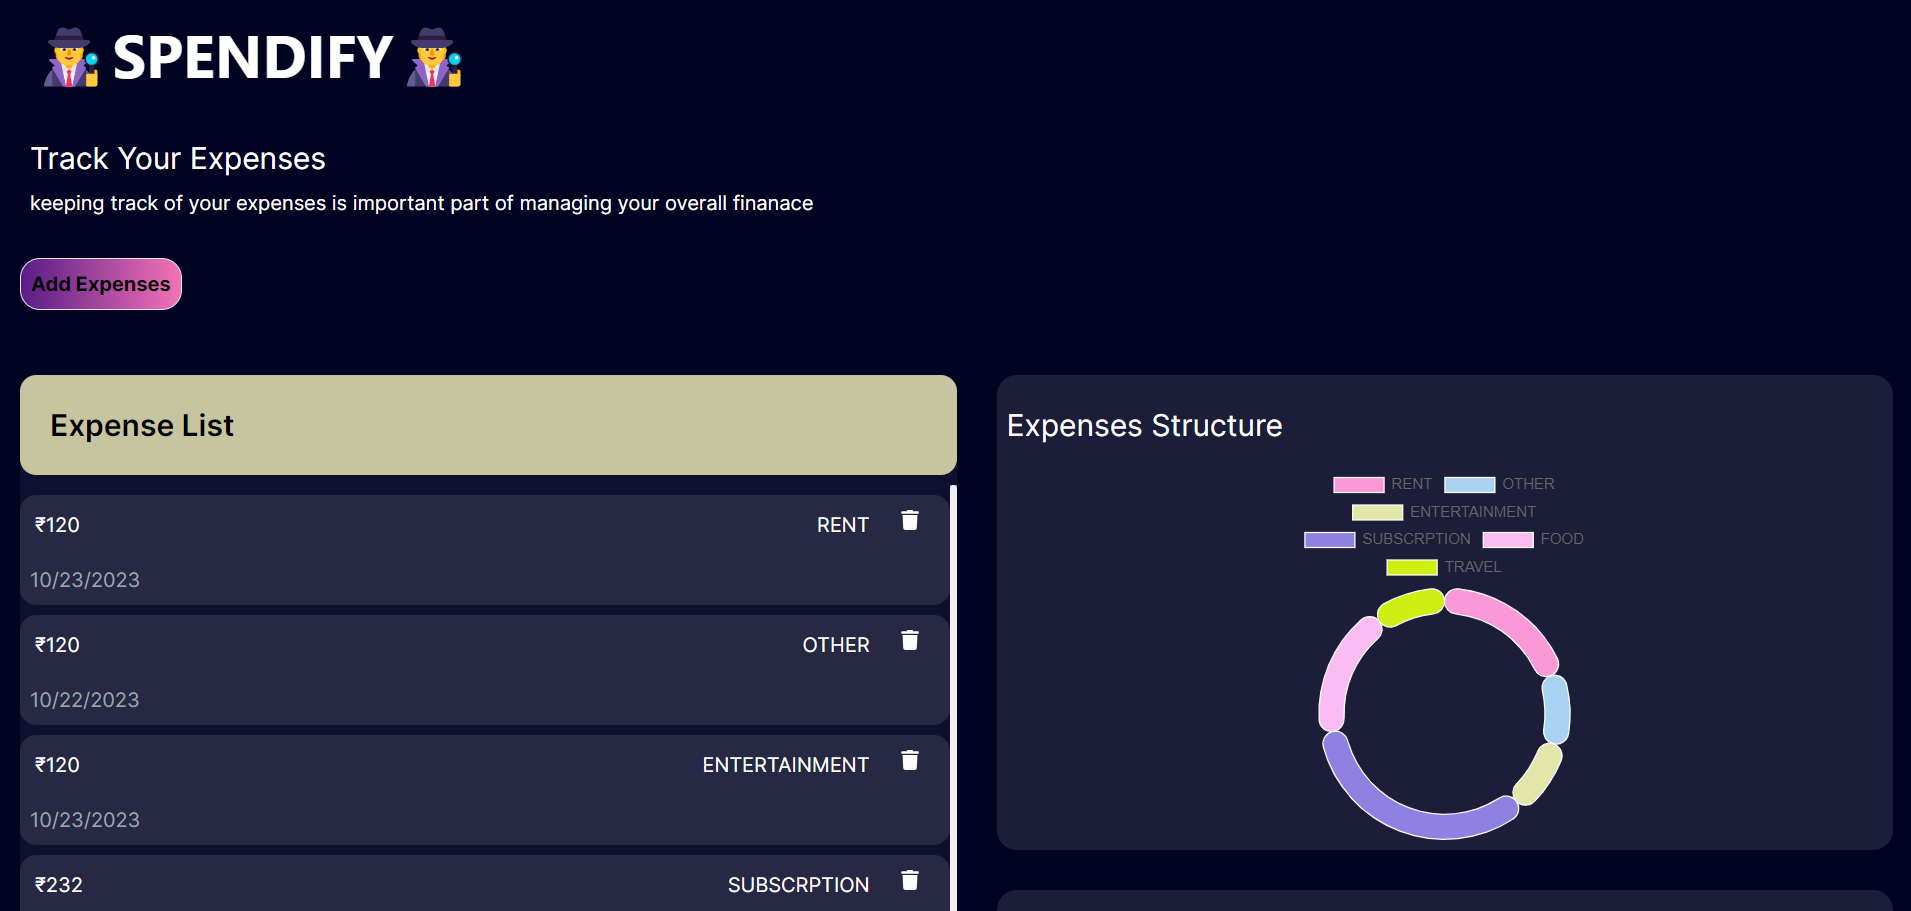 SPENDIFY
Track Your Expenses
keeping track of your expenses is important part of managing your overall finanace
Add Expenses
Expense List
₹120 RENT
10/23/2023
₹120 OTHER
10/22/2023
₹120 ENTERTAINMENT
10/23/2023
₹232 SUBSCRPTION
Expenses Structure
RENT OTHER
ENTERTAINMENT
SUBSCRPTION FOOD
TRAVEL